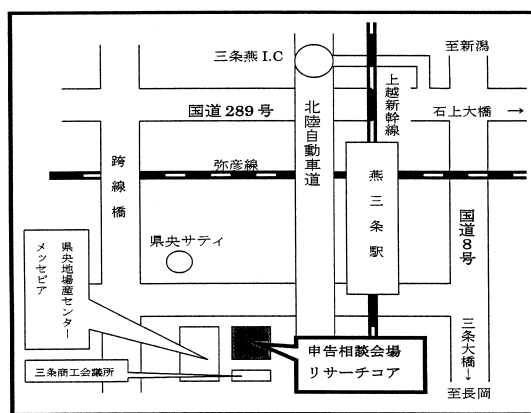 三条燕I.C
至新潟
上越新幹線
国道289号
北陸自動車道
石上大橋 →
跨線橋
弥彦線
燕三条駅
国道8号
県央サティ
県央地場産センター
メッセピア
三条商工会議所
申告相談会場
リサーチコア
三条大橋→
至長岡